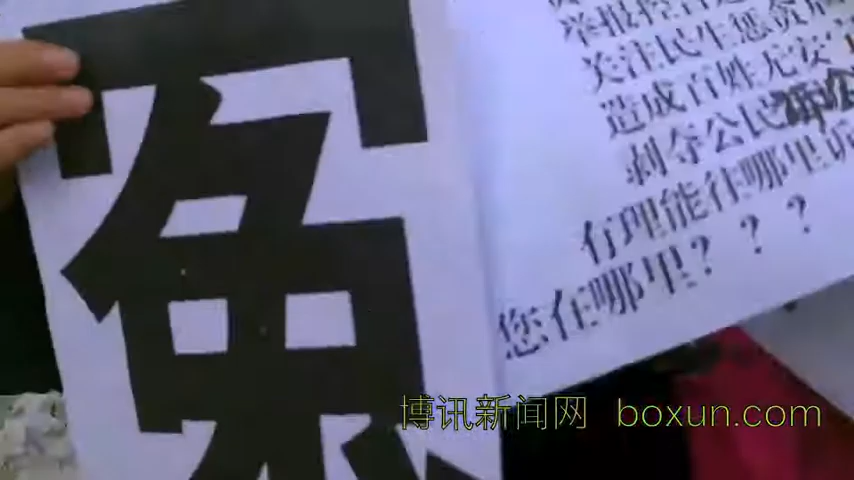 冤
举报控告
关注民生惩贪
造成百姓无安
剥夺公民
有理能往哪里诉
您在哪里？？？
博讯新闻网 boxun.com